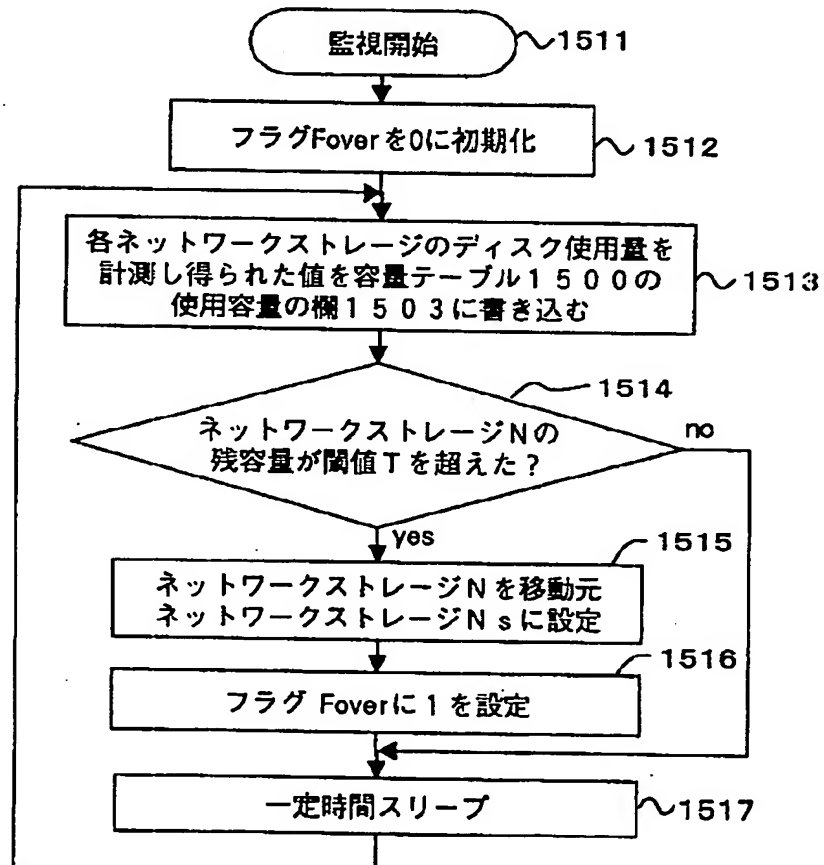 監視開始
1511
フラグFoverを0に初期化
1512
各ネットワークストレージのディスク使用量を
計測し得られた値を容量テーブル1500の
使用容量の欄1503に書き込む
1513
1514
ネットワークストレージNの
残容量が閾値Tを超えた?
no
yes
1515
ネットワークストレージNを移動元
ネットワークストレージNsに設定
1516
フラグ Foverに1を設定
一定時間スリープ
1517